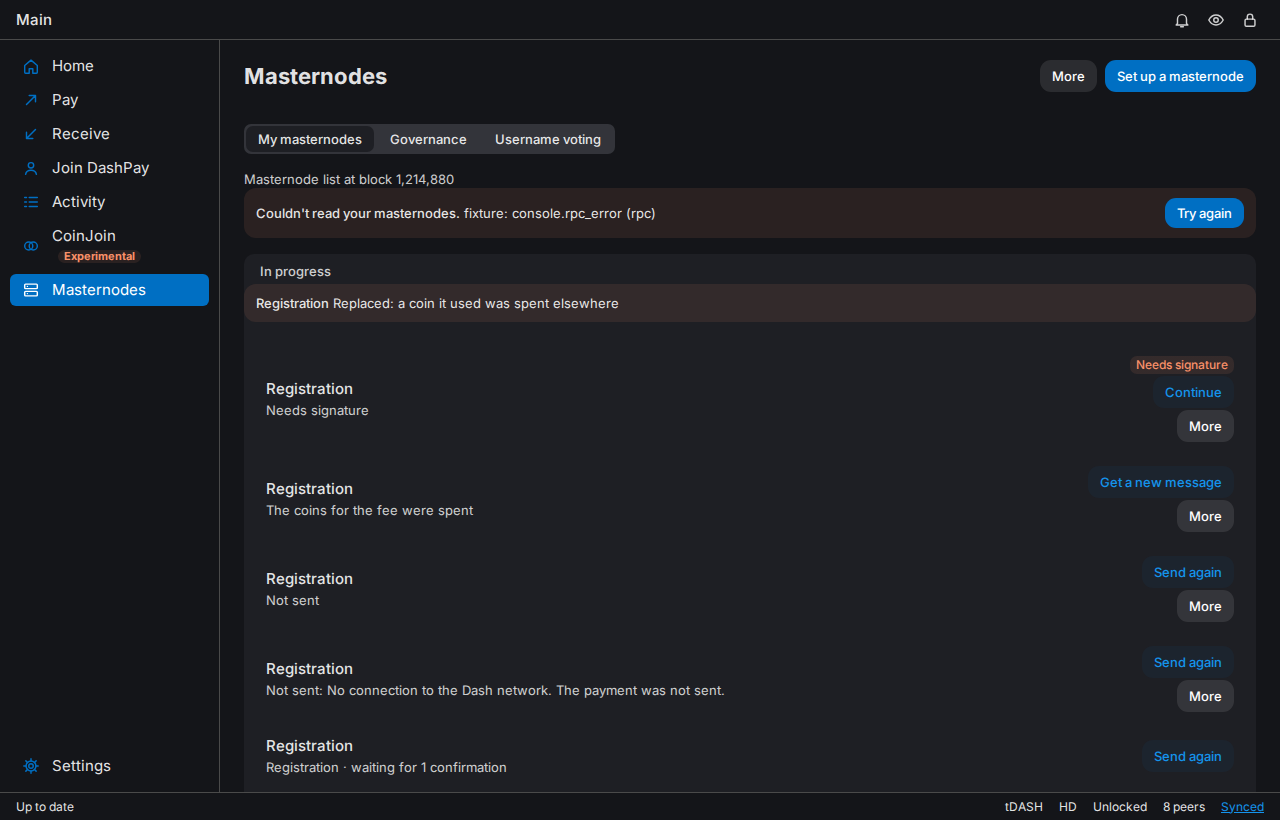 Main
Home
Pay
Receive
Join DashPay
Activity
CoinJoin
Experimental
Masternodes
Settings
Masternodes
More
Set up a masternode
My masternodes
Governance
Username voting
Masternode list at block 1,214,880
Couldn't read your masternodes. fixture: console.rpc_error (rpc)
Try again
In progress
Registration Replaced: a coin it used was spent elsewhere
Registration
Needs signature
Needs signature
Continue
More
Registration
The coins for the fee were spent
Get a new message
More
Registration
Not sent
Send again
More
Registration
Not sent: No connection to the Dash network. The payment was not sent.
Send again
More
Registration
Registration · waiting for 1 confirmation
Send again
Up to date
tDASH
HD
Unlocked
8 peers
Synced